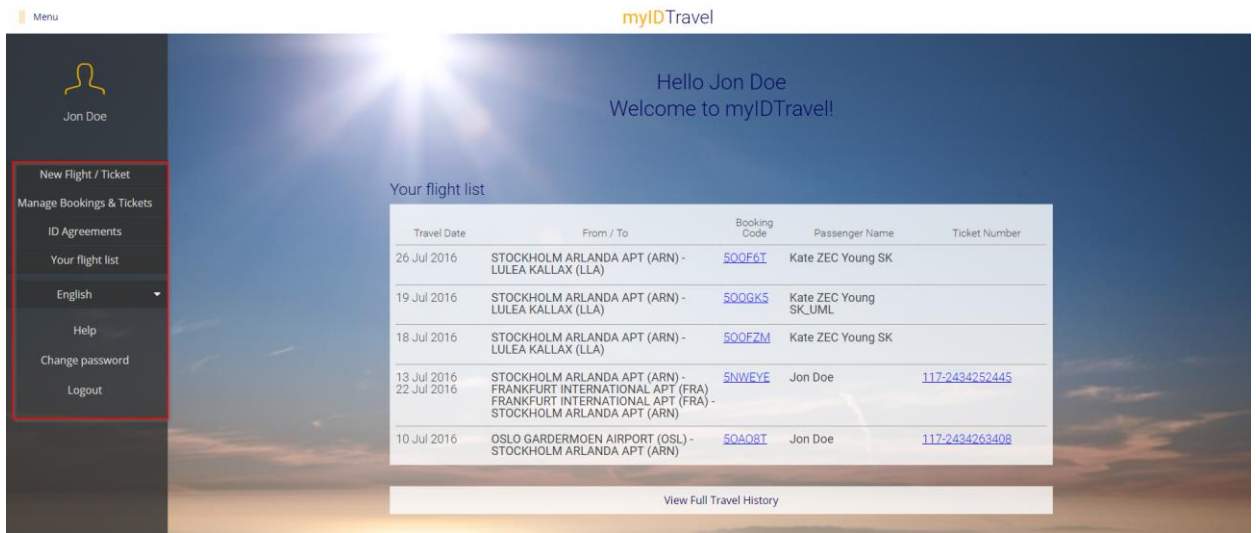 Menu
myIDTravel
Jon Doe
New Flight / Ticket
Manage Bookings & Tickets
ID Agreements
Your flight list
English
Help
Change password
Logout
Hello Jon Doe
Welcome to myIDTravel!
Your flight list
Travel Date From / To Booking Code Passenger Name Ticket Number
26 Jul 2016 STOCKHOLM ARLANDA APT (ARN) - 5OOF6T Kate ZEC Young SK
LULEA KALLAX (LLA)
19 Jul 2016 STOCKHOLM ARLANDA APT (ARN) - 5OOGK5 Kate ZEC Young
LULEA KALLAX (LLA) SK_UML
18 Jul 2016 STOCKHOLM ARLANDA APT (ARN) - 5OOFZM Kate ZEC Young SK
LULEA KALLAX (LLA)
13 Jul 2016 STOCKHOLM ARLANDA APT (ARN) - 5NWEYE Jon Doe 117-2434252445
22 Jul 2016 FRANKFURT INTERNATIONAL APT (FRA)
FRANKFURT INTERNATIONAL APT (FRA) -
STOCKHOLM ARLANDA APT (ARN)
10 Jul 2016 OSLO GARDERMOEN AIRPORT (OSL) - 5OAO8T Jon Doe 117-2434263408
STOCKHOLM ARLANDA APT (ARN)
View Full Travel History